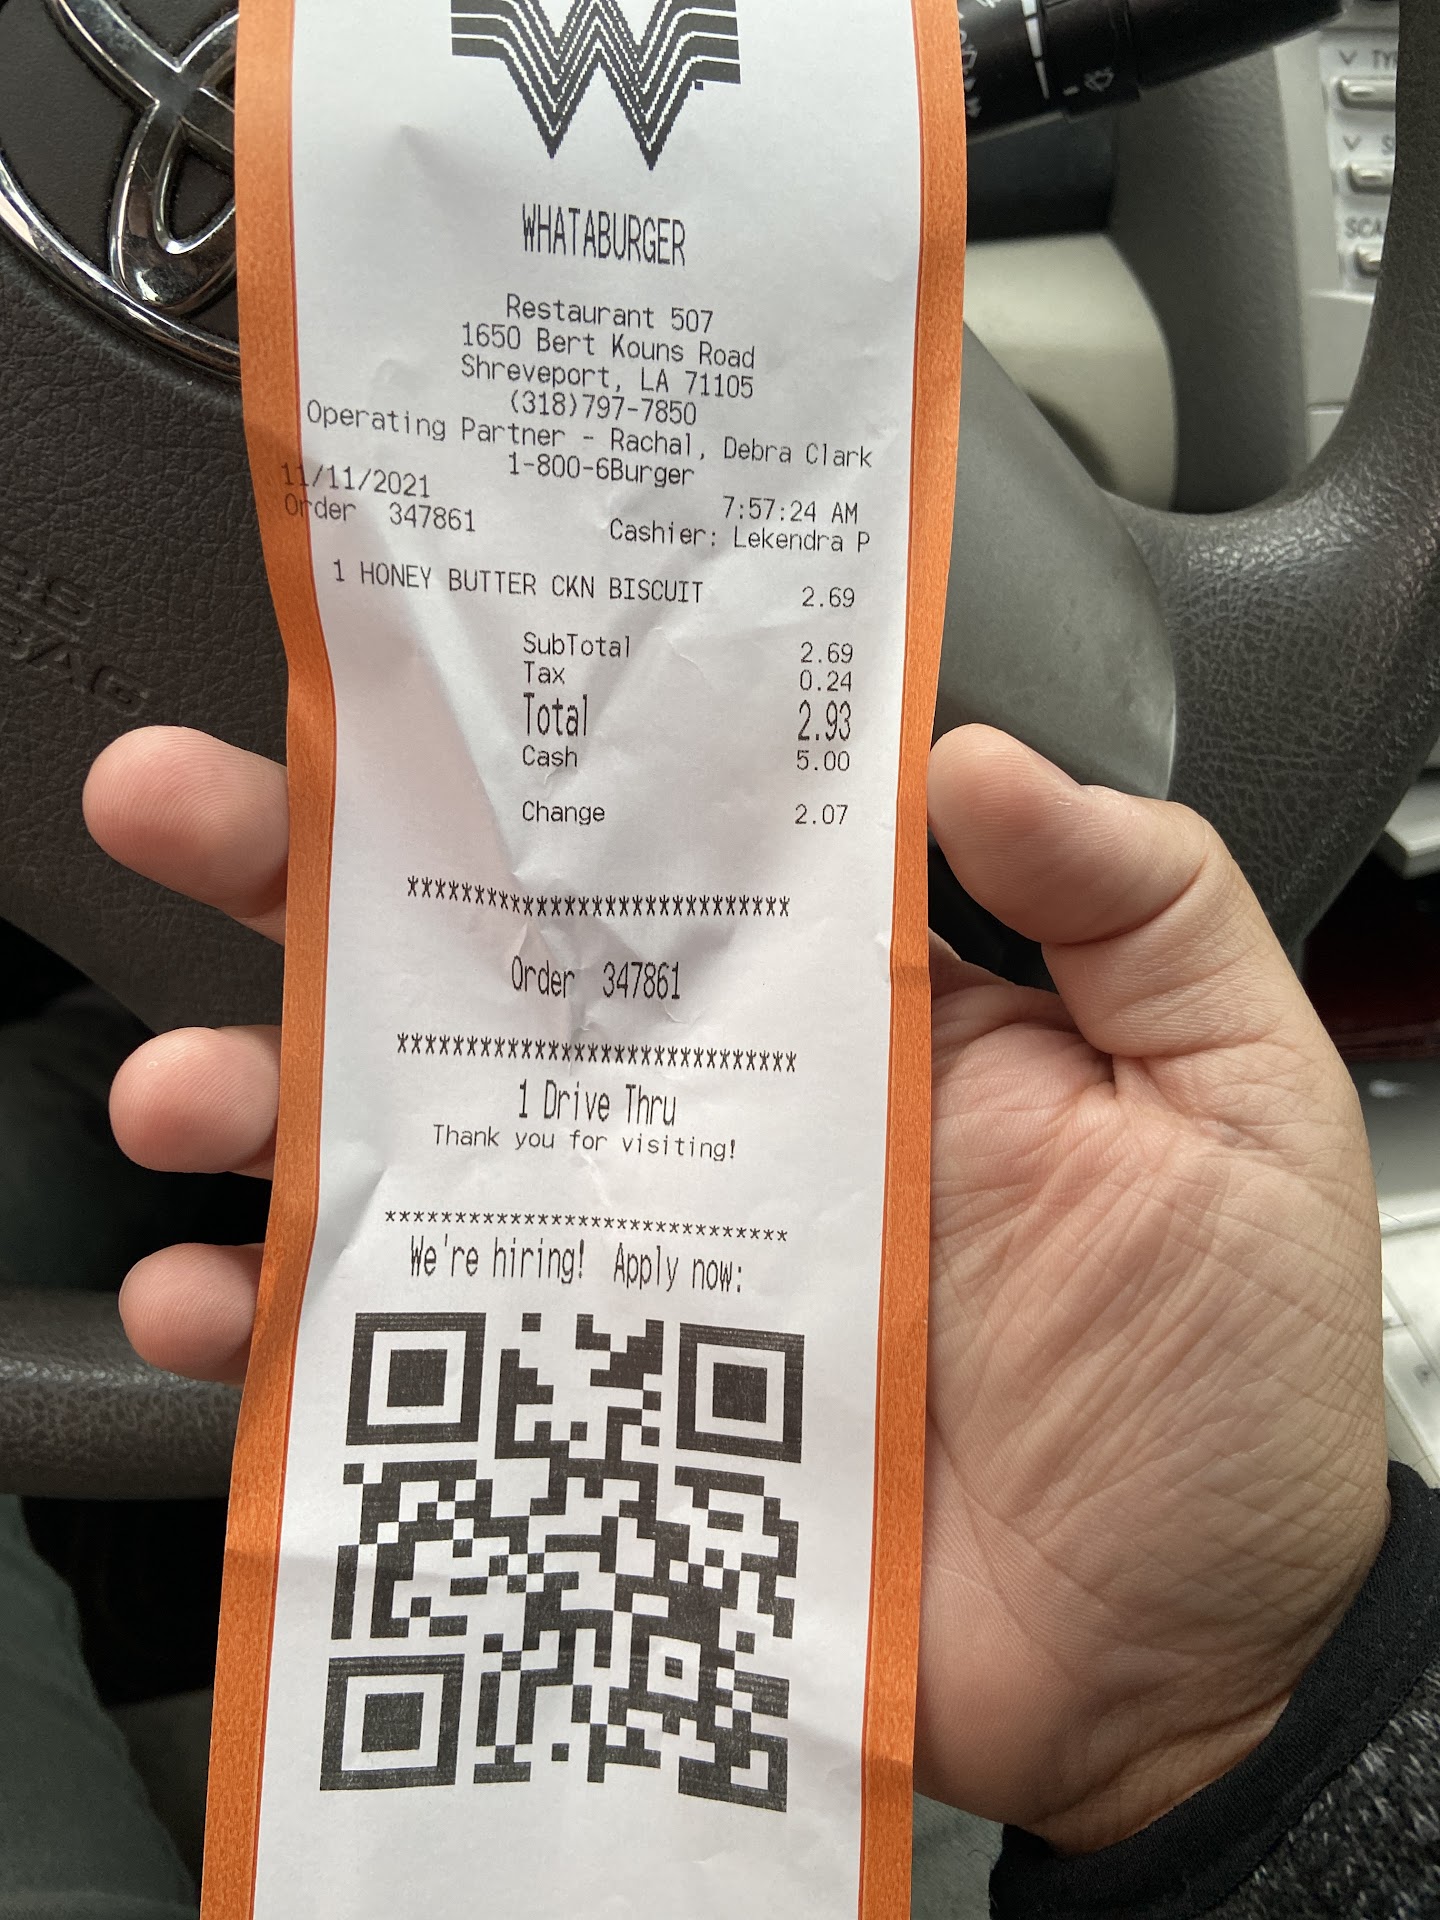 WHATABURGER
Restaurant 507
1650 Bert Kouns Road
Shreveport, LA 71105
(318)797-7850
Operating Partner - Rachal, Debra Clark
1-800-6Burger
11/11/2021 7:57:24 AM
Order 347861 Cashier: Lekendra P
1 HONEY BUTTER CKN BISCUIT 2.69
SubTotal 2.69
Tax 0.24
Total 2.93
Cash 5.00
Change 2.07
*****************************
Order 347861
******************************
1 Drive Thru
Thank you for visiting!
******************************
We're hiring! Apply now: